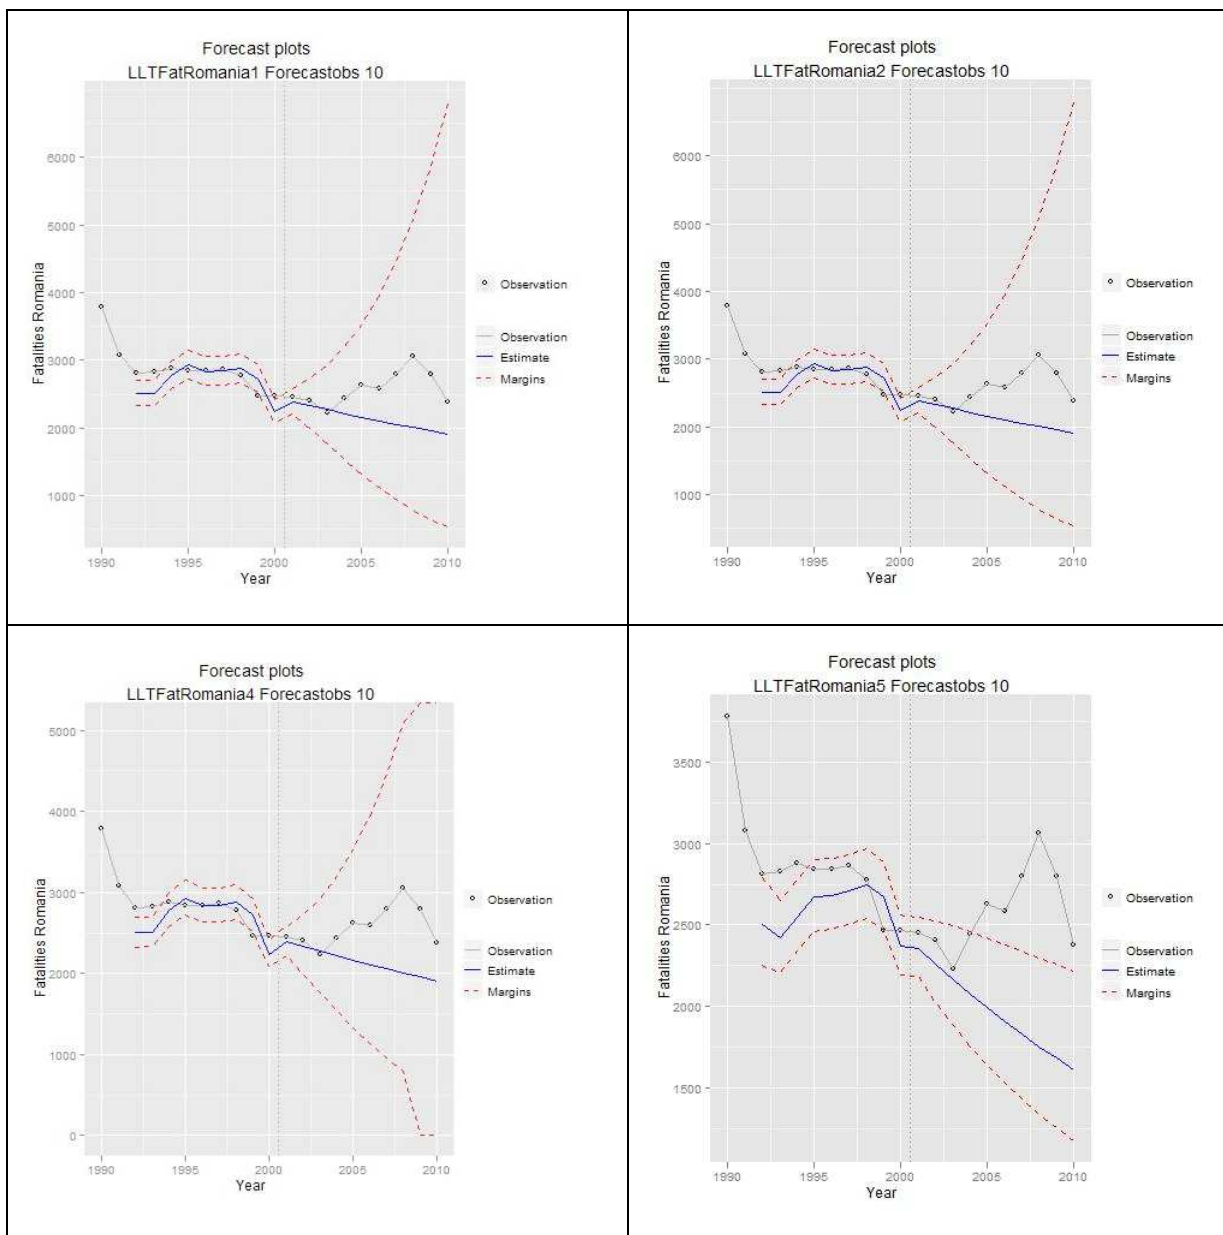 Forecast plots
LLTFatRomania1 Forecastobs 10
Fatalities Romania
6000
5000
4000
3000
2000
1000
1990
1995
2000
2005
2010
Year
Observation
Observation
Estimate
Margins
Forecast plots
LLTFatRomania2 Forecastobs 10
Fatalities Romania
6000
5000
4000
3000
2000
1000
1990
1995
2000
2005
2010
Year
Observation
Observation
Estimate
Margins
Forecast plots
LLTFatRomania4 Forecastobs 10
Fatalities Romania
5000
4000
3000
2000
1000
0
1990
1995
2000
2005
2010
Year
Observation
Observation
Estimate
Margins
Forecast plots
LLTFatRomania5 Forecastobs 10
Fatalities Romania
3500
3000
2500
2000
1500
1990
1995
2000
2005
2010
Year
Observation
Observation
Estimate
Margins